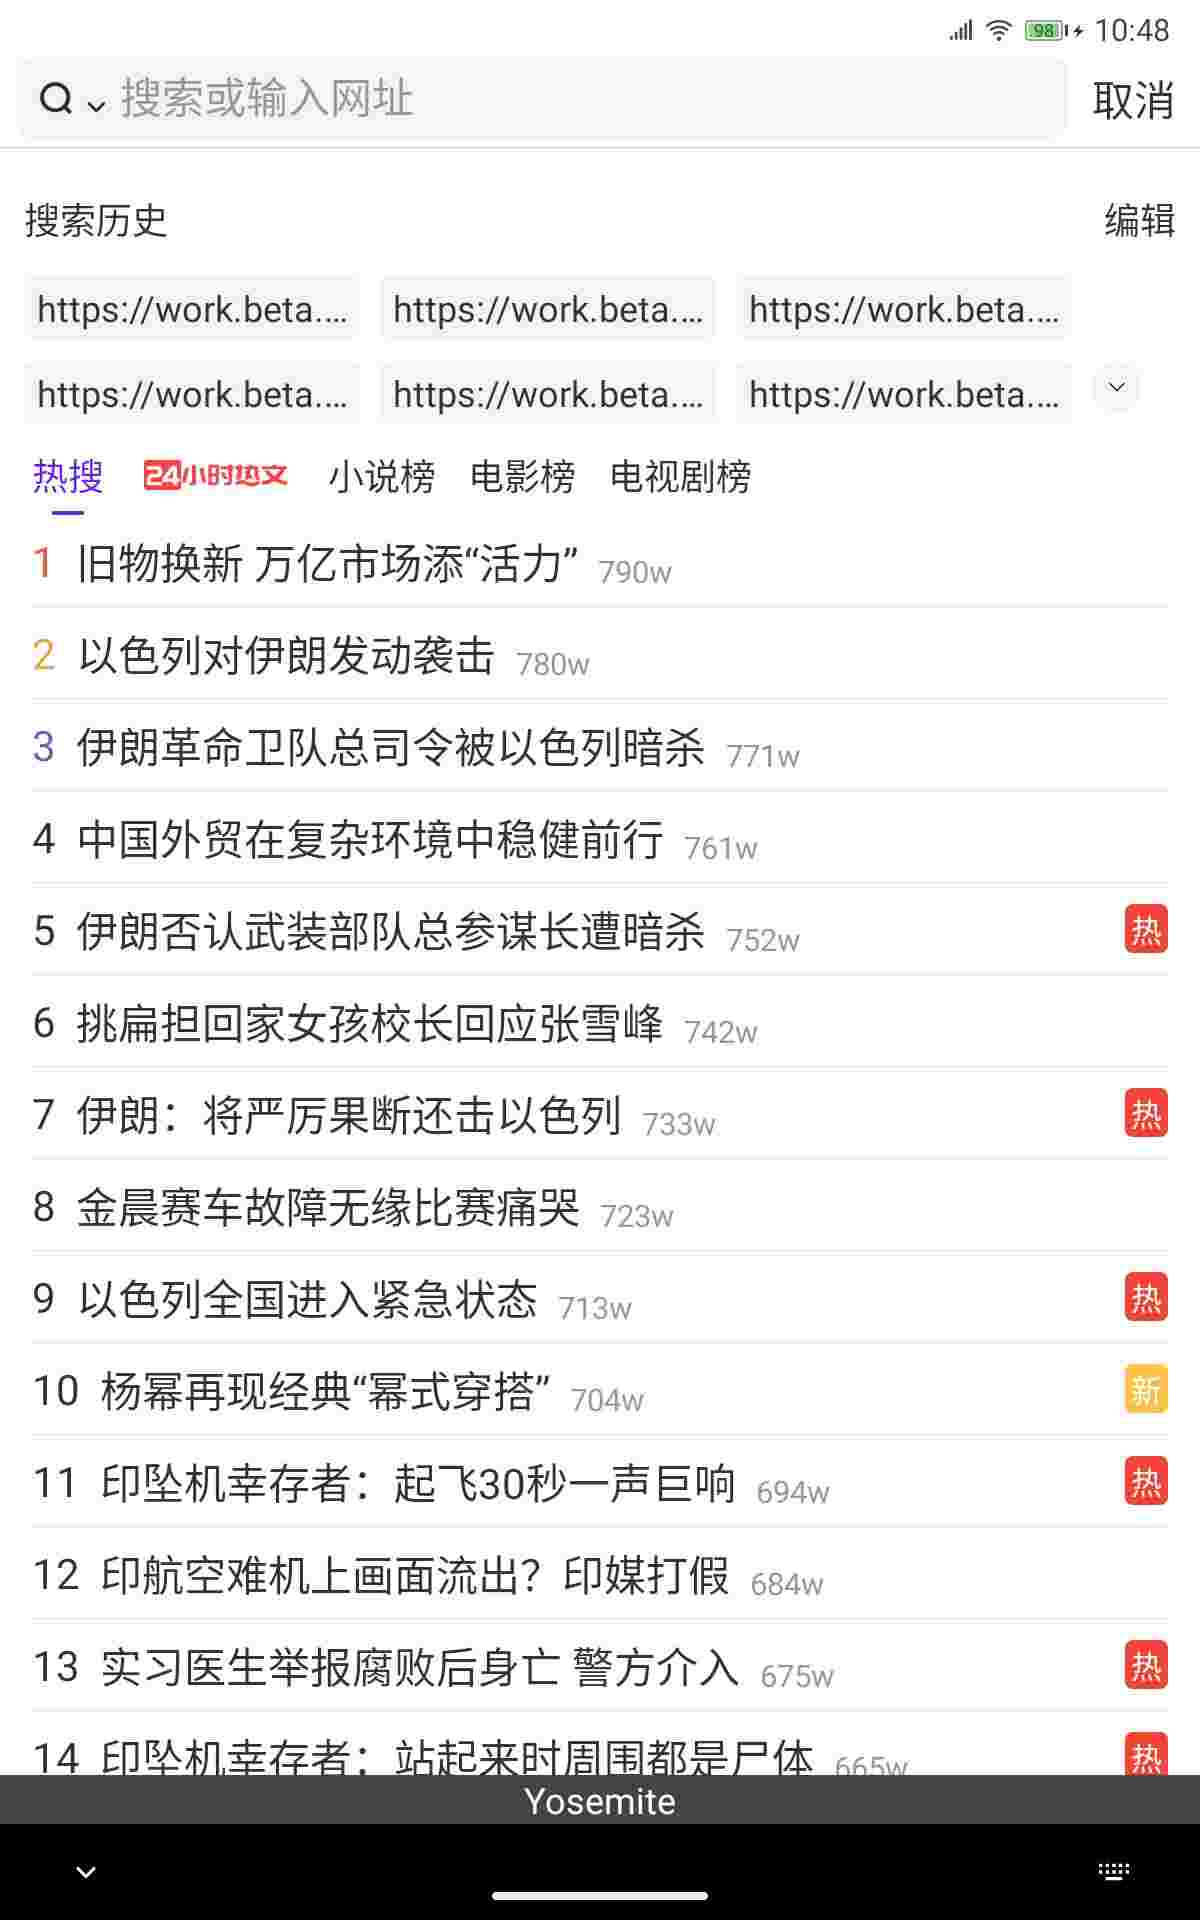 98 10:48
搜索或输入网址 取消
搜索历史 编辑
https://work.beta.... https://work.beta.... https://work.beta....
https://work.beta.... https://work.beta.... https://work.beta....
热搜 24小时热文 小说榜 电影榜 电视剧榜
1 旧物换新 万亿市场添“活力” 790w
2 以色列对伊朗发动袭击 780w
3 伊朗革命卫队总司令被以色列暗杀 771w
4 中国外贸在复杂环境中稳健前行 761w
5 伊朗否认武装部队总参谋长遭暗杀 752w 热
6 挑扁担回家女孩校长回应张雪峰 742w
7 伊朗：将严厉果断还击以色列 733w 热
8 金晨赛车故障无缘比赛痛哭 723w
9 以色列全国进入紧急状态 713w 热
10 杨幂再现经典“幂式穿搭” 704w 新
11 印坠机幸存者：起飞30秒一声巨响 694w 热
12 印航空难机上画面流出？印媒打假 684w
13 实习医生举报腐败后身亡 警方介入 675w 热
14 印坠机幸存者：站起来时周围都是尸体 665w 热
Yosemite